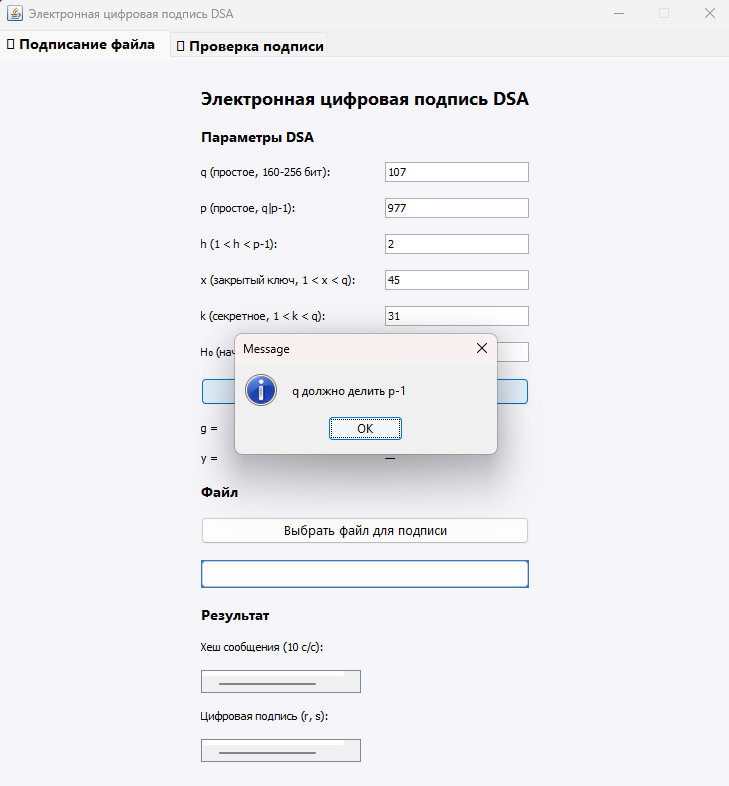 Электронная цифровая подпись DSA
Подписание файла
Проверка подписи
Электронная цифровая подпись DSA
Параметры DSA
q (простое, 160-256 бит): 107
p (простое, q|p-1): 977
h (1 < h < p-1): 2
x (закрытый ключ, 1 < x < q): 45
k (секретное, 1 < k < q): 31
H₀ (нач
Message
q должно делить p-1
OK
g =
y = —
Файл
Выбрать файл для подписи
Результат
Хеш сообщения (10 с/с):
Цифровая подпись (r, s):